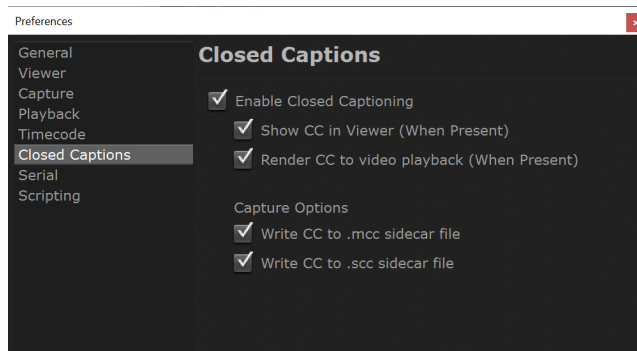 Preferences
General
Viewer
Capture
Playback
Timecode
Closed Captions
Serial
Scripting
Closed Captions
Enable Closed Captioning
Show CC in Viewer (When Present)
Render CC to video playback (When Present)
Capture Options
Write CC to .mcc sidecar file
Write CC to .scc sidecar file